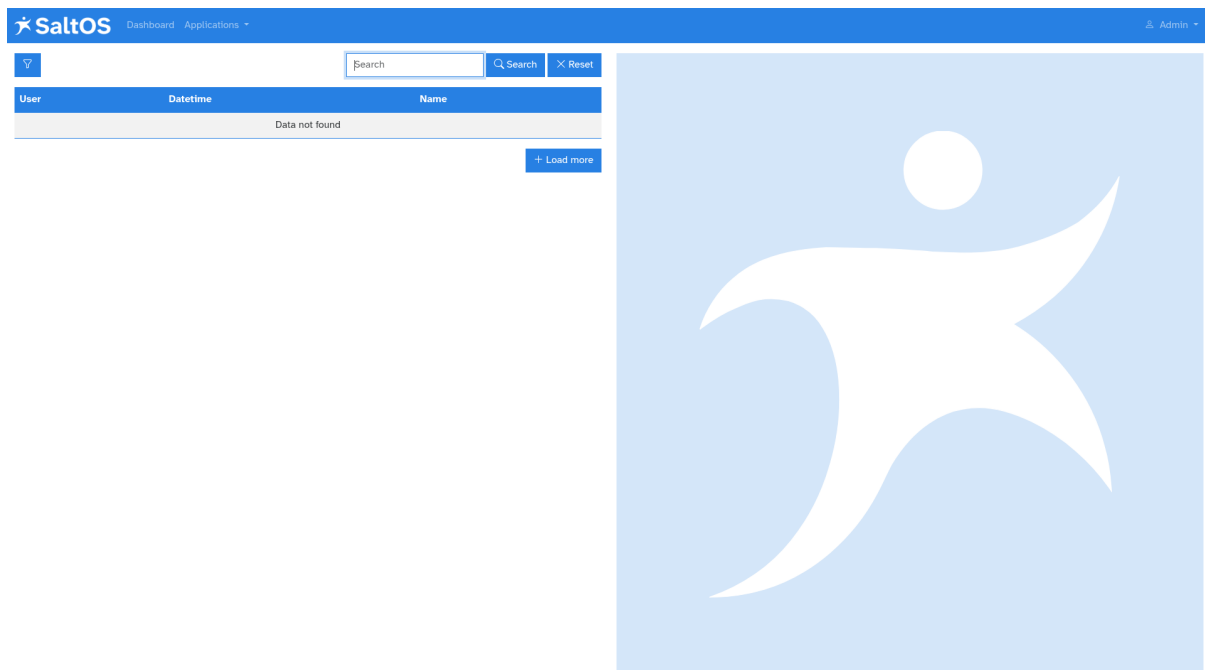 SaltOS Dashboard Applications Admin
Search Search Reset
User Datetime Name
Data not found
Load more